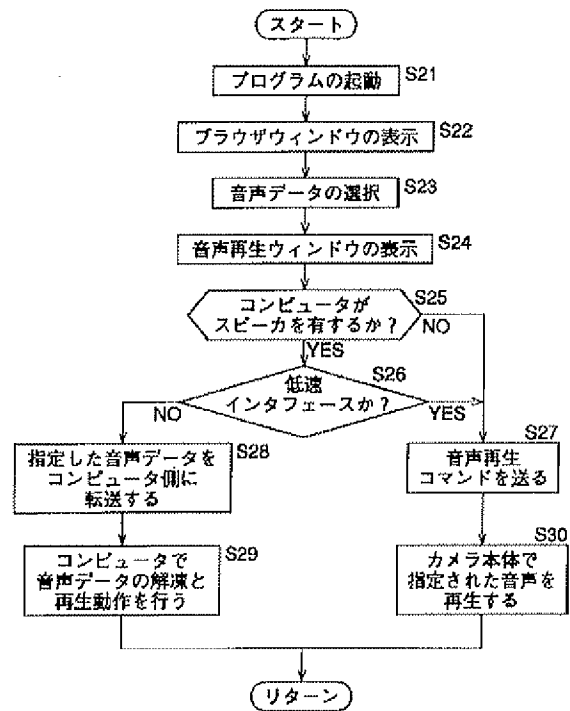 スタート
プログラムの起動
S21
ブラウザウィンドウの表示
S22
音声データの選択
S23
音声再生ウィンドウの表示
S24
コンピュータが
スピーカを有するか?
S25
NO
YES
低速
インタフェースか?
S26
NO
YES
指定した音声データを
コンピュータ側に
転送する
S28
音声再生
コマンドを送る
S27
コンピュータで
音声データの解凍と
再生動作を行う
S29
カメラ本体で
指定された音声を
再生する
S30
リターン